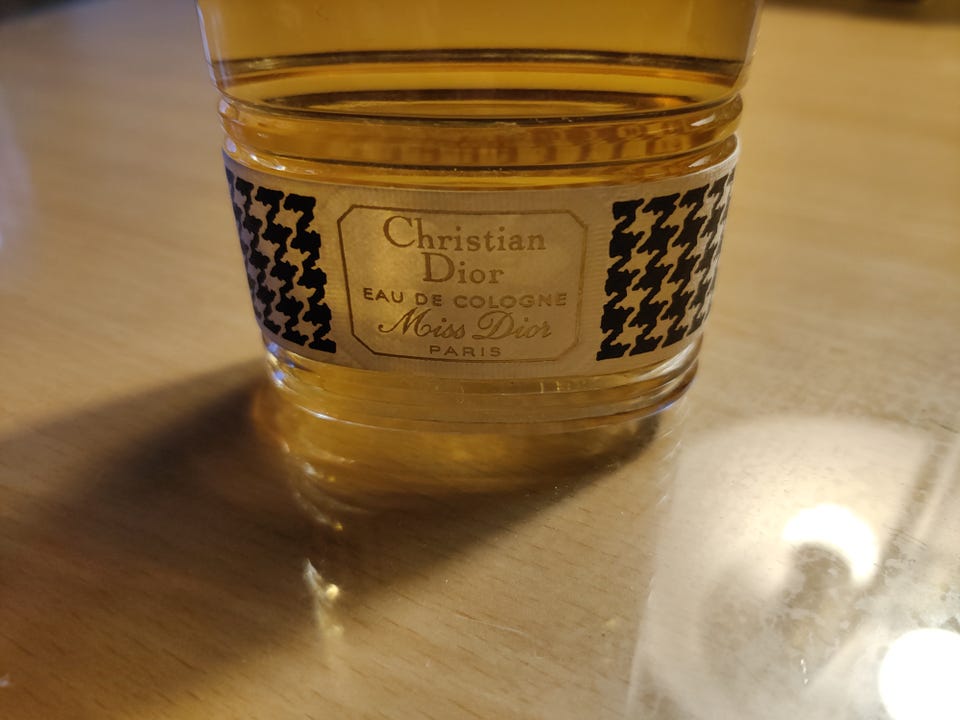 Christian
Dior
EAU DE COLOGNE
Miss Dior
PARIS